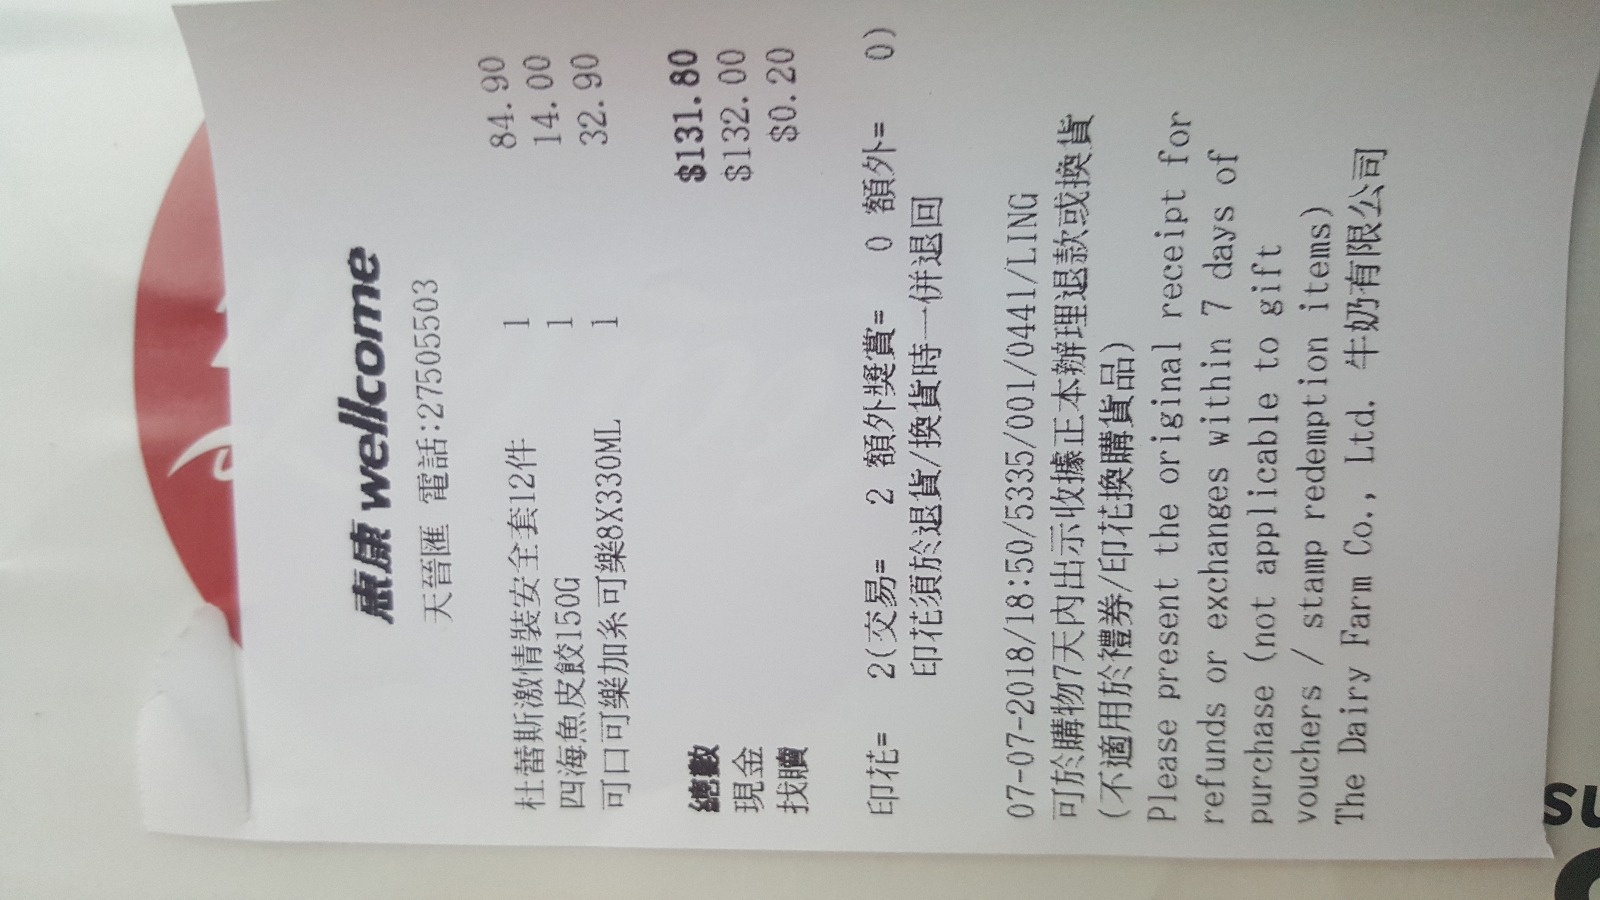 惠康 wellcome
天晉匯 電話:27505503
杜蕾斯激情裝安全套12件 1 84.90
四海魚皮餃150G 1 14.00
可口可樂加系可樂8X330ML 1 32.90
總數 $131.80
現金 $132.00
找贖 $0.20
印花= 2(交易= 2 額外獎賞= 0 額外= 0)
印花須於退貨/換貨時一併退回
07-07-2018/18:50/5335/001/0441/LING
可於購物7天內出示收據正本辦理退款或換貨
(不適用於禮券/印花換購貨品)
Please present the original receipt for
refunds or exchanges within 7 days of
purchase (not applicable to gift
vouchers / stamp redemption items)
The Dairy Farm Co., Ltd. 牛奶有限公司